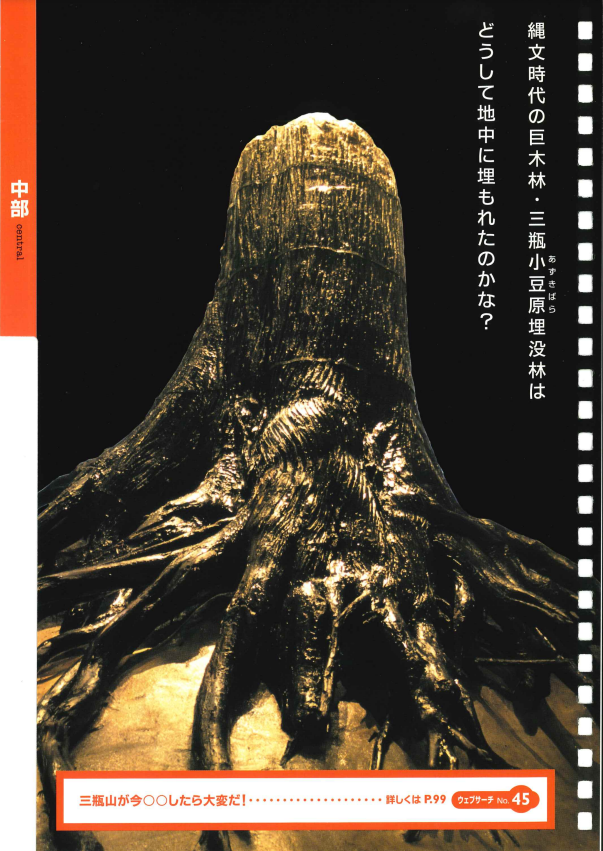 縄文時代の巨木林・三瓶小豆原埋没林は
あずきばら
どうして地中に埋もれたのかな？
中部
central
三瓶山が今○○したら大変だ！・・・・・・・・・・・・・・・・・・・・詳しくは P.99 ウェブサーチ No. 45